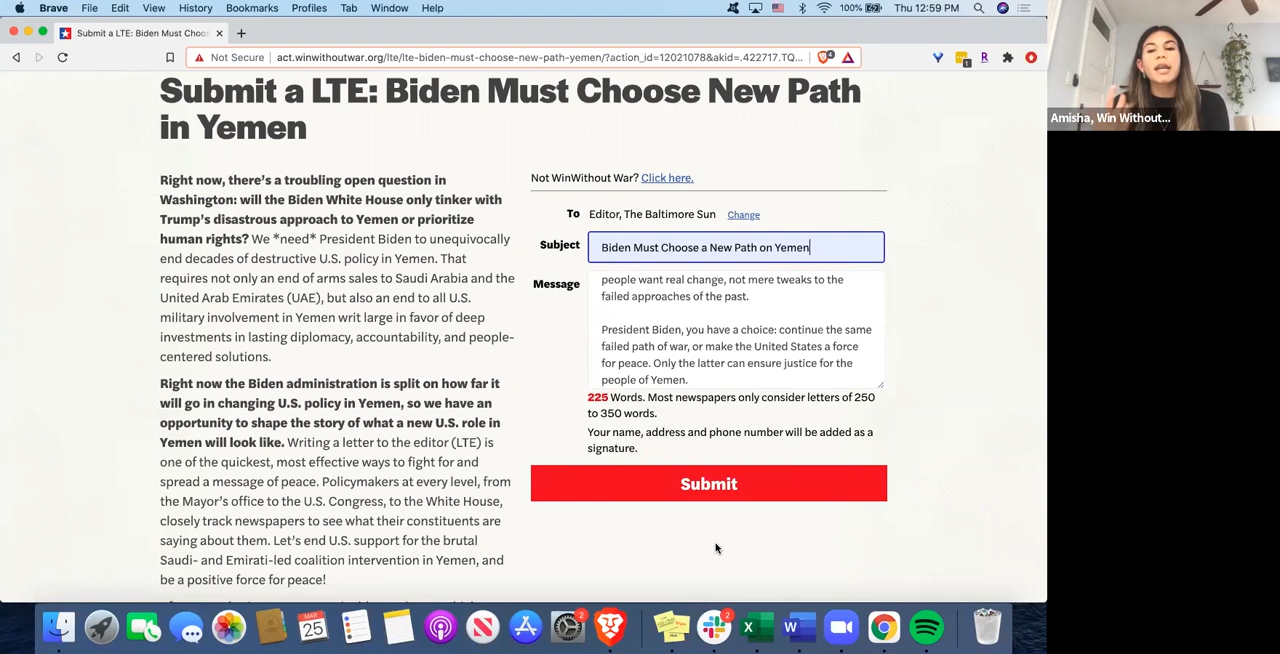 Brave File Edit View History Bookmarks Profiles Tab Window Help 100% Thu 12:59 PM
Submit a LTE: Biden Must Choo
Not Secure act.winwithoutwar.org/lte/lte-biden-must-choose-new-path-yemen/?action_id=12021078&akid=.422717.TQ... 4 1 R
Amisha, Win Without...
Submit a LTE: Biden Must Choose New Path
in Yemen
Right now, there's a troubling open question in
Washington: will the Biden White House only tinker with
Trump's disastrous approach to Yemen or prioritize
human rights? We *need* President Biden to unequivocally
end decades of destructive U.S. policy in Yemen. That
requires not only an end of arms sales to Saudi Arabia and the
United Arab Emirates (UAE), but also an end to all U.S.
military involvement in Yemen writ large in favor of deep
investments in lasting diplomacy, accountability, and people-
centered solutions.
Right now the Biden administration is split on how far it
will go in changing U.S. policy in Yemen, so we have an
opportunity to shape the story of what a new U.S. role in
Yemen will look like. Writing a letter to the editor (LTE) is
one of the quickest, most effective ways to fight for and
spread a message of peace. Policymakers at every level, from
the Mayor's office to the U.S. Congress, to the White House,
closely track newspapers to see what their constituents are
saying about them. Let's end U.S. support for the brutal
Saudi- and Emirati-led coalition intervention in Yemen, and
be a positive force for peace!
Not WinWithout War? Click here.
To Editor, The Baltimore Sun Change
Subject Biden Must Choose a New Path on Yemen
Message people want real change, not mere tweaks to the
failed approaches of the past.
President Biden, you have a choice: continue the same
failed path of war, or make the United States a force
for peace. Only the latter can ensure justice for the
people of Yemen.
225 Words. Most newspapers only consider letters of 250
to 350 words.
Your name, address and phone number will be added as a
signature.
Submit
MAR
25
2
2